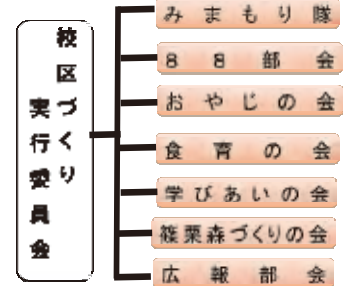 校区づくり
実行委員会
みまもり隊
88部会
おやじの会
食育の会
学びあいの会
篠栗森づくりの会
広報部会